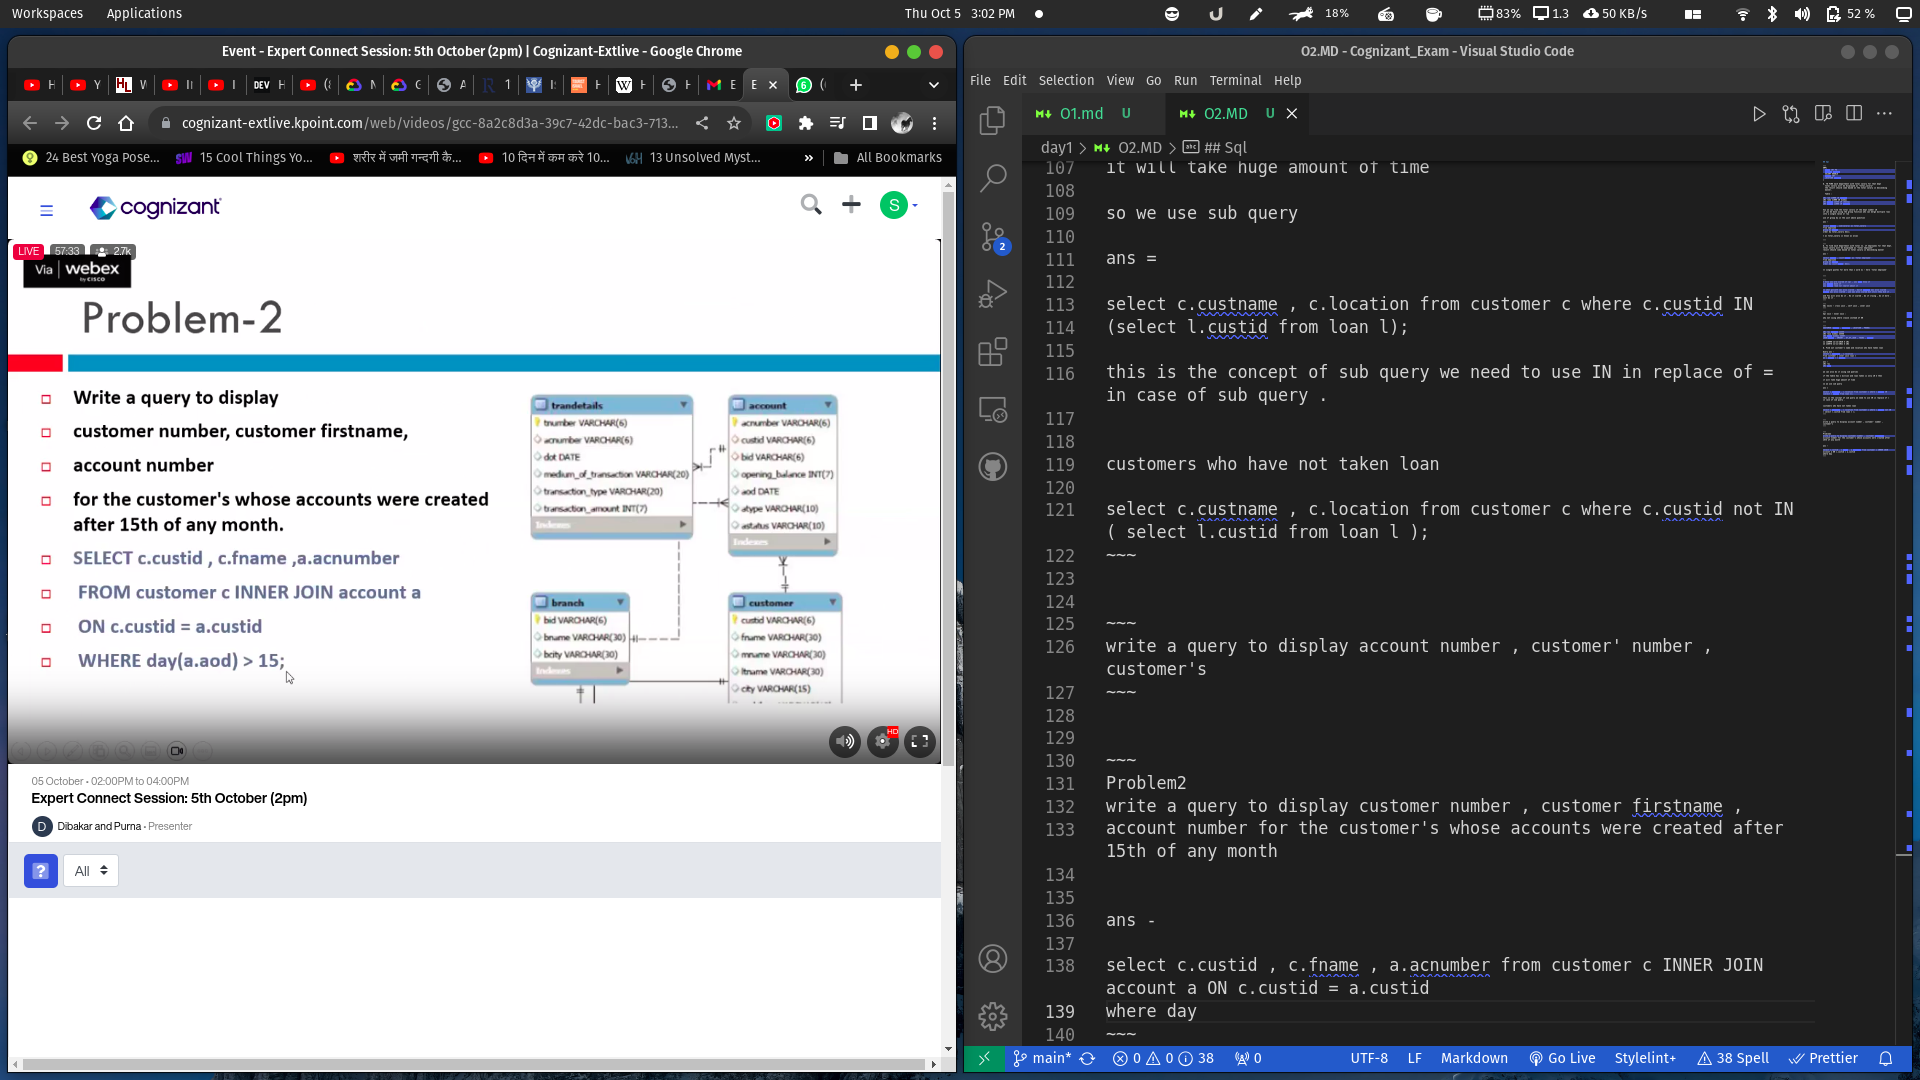 Workspaces Applications Thu Oct 5 3:02 PM 18% 83% 1.3 50 KB/s 52 %
Event - Expert Connect Session: 5th October (2pm) | Cognizant-Extlive - Google Chrome
cognizant-extlive.kpoint.com/web/videos/gcc-8a2c8d3a-39c7-42dc-bac3-713...
24 Best Yoga Pose... 15 Cool Things Yo... शरीर में जमी गन्दगी कै... 10 दिन में कम करे 10... 13 Unsolved Myst... » All Bookmarks
cognizant S
LIVE 57:33 2.7k
Via webex
by CISCO
Problem-2
Write a query to display
customer number, customer firstname,
account number
for the customer's whose accounts were created
after 15th of any month.
SELECT c.custid , c.fname ,a.acnumber
FROM customer c INNER JOIN account a
ON c.custid = a.custid
WHERE day(a.aod) > 15;
trandetails
tnumber VARCHAR(6)
acnumber VARCHAR(6)
dot DATE
medium_of_transaction VARCHAR(20)
transaction_type VARCHAR(20)
transaction_amount INT(7)
Indexes
account
acnumber VARCHAR(6)
custid VARCHAR(6)
bid VARCHAR(6)
opening_balance INT(7)
aod DATE
atype VARCHAR(10)
astatus VARCHAR(10)
Indexes
branch
bid VARCHAR(6)
bname VARCHAR(30)
bcity VARCHAR(30)
Indexes
customer
custid VARCHAR(6)
fname VARCHAR(30)
mname VARCHAR(30)
ltname VARCHAR(30)
city VARCHAR(15)
HD
05 October • 02:00PM to 04:00PM
Expert Connect Session: 5th October (2pm)
D Dibakar and Purna • Presenter
? All
O2.MD - Cognizant_Exam - Visual Studio Code
File Edit Selection View Go Run Terminal Help
O1.md U O2.MD U
day1 > O2.MD > ## Sql
107 it will take huge amount of time
108
109 so we use sub query
110
111 ans =
112
113 select c.custname , c.location from customer c where c.custid IN
114 (select l.custid from loan l);
115
116 this is the concept of sub query we need to use IN in replace of =
in case of sub query .
117
118
119 customers who have not taken loan
120
121 select c.custname , c.location from customer c where c.custid not IN
( select l.custid from loan l );
122 ~~~
123
124
125 ~~~
126 write a query to display account number , customer' number ,
customer's
127 ~~~
128
129
130 ~~~
131 Problem2
132 write a query to display customer number , customer firstname ,
133 account number for the customer's whose accounts were created after
15th of any month
134
135
136 ans -
137
138 select c.custid , c.fname , a.acnumber from customer c INNER JOIN
account a ON c.custid = a.custid
139 where day
140 ~~~
2
main* 0 0 38 0 UTF-8 LF Markdown Go Live Stylelint+ 38 Spell Prettier